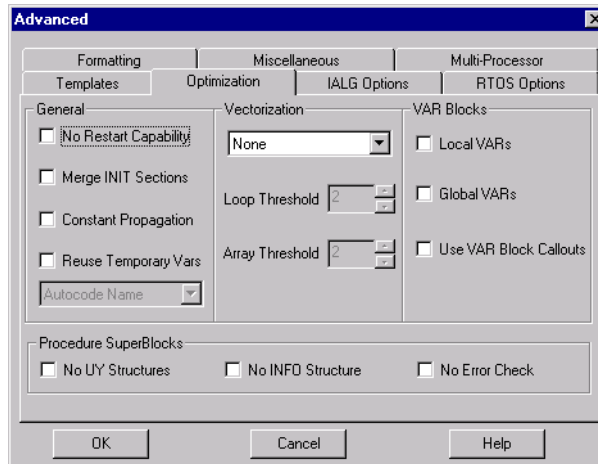 Advanced
Formatting Miscellaneous Multi-Processor
Templates Optimization IALG Options RTOS Options
General Vectorization VAR Blocks
No Restart Capability None Local VARs
Merge INIT Sections
Loop Threshold 2 Global VARs
Constant Propagation
Reuse Temporary Vars Array Threshold 2 Use VAR Block Callouts
Autocode Name
Procedure SuperBlocks
No UY Structures No INFO Structure No Error Check
OK Cancel Help